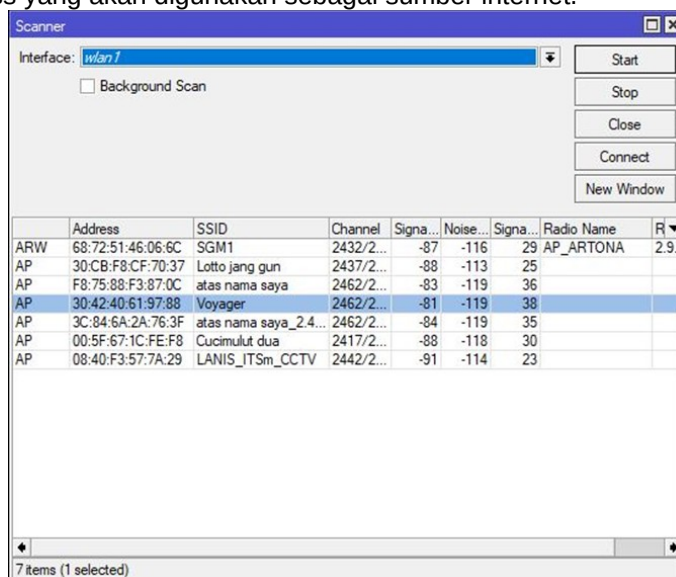 s yang akan digunakan sebagai sumber internet.
Scanner
Interface: wlan1
Start
Background Scan
Stop
Close
Connect
New Window
Address SSID Channel Signa... Noise... Signa... Radio Name R
ARW 68:72:51:46:06:6C SGM1 2432/2... -87 -116 29 AP_ARTONA 2.9.
AP 30:CB:F8:CF:70:37 Lotto jang gun 2437/2... -88 -113 25
AP F8:75:88:F3:87:0C atas nama saya 2462/2... -83 -119 36
AP 30:42:40:61:97:88 Voyager 2462/2... -81 -119 38
AP 3C:84:6A:2A:76:3F atas nama saya_2.4... 2462/2... -84 -119 35
AP 00:5F:67:1C:FE:F8 Cucimulut dua 2417/2... -88 -118 30
AP 08:40:F3:57:7A:29 LANIS_ITSm_CCTV 2442/2... -91 -114 23
7 items (1 selected)